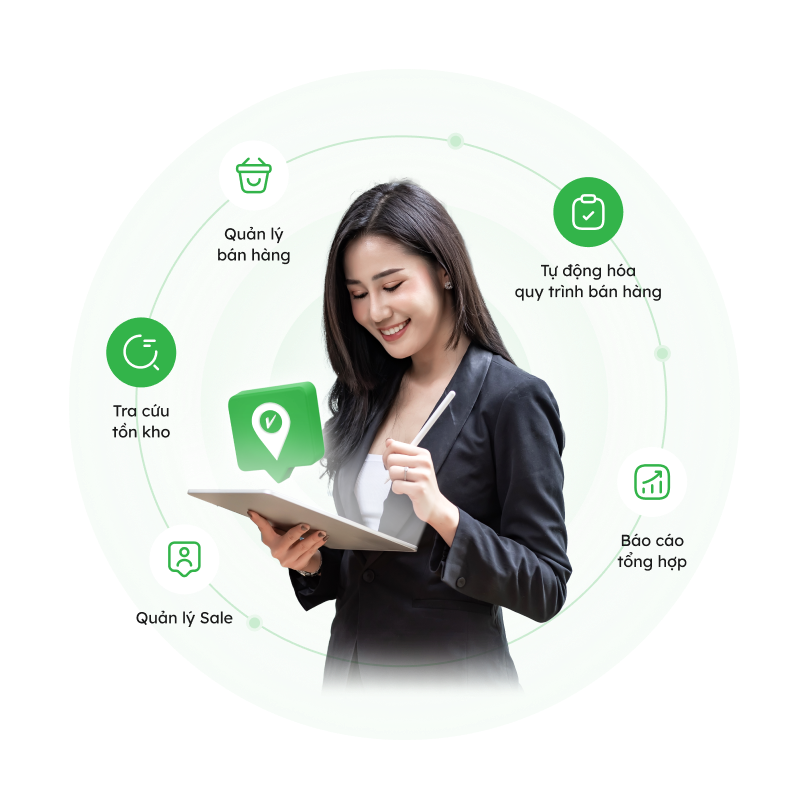 Quản lý
bán hàng
Tự động hóa
quy trình bán hàng
Tra cứu
tồn kho
Báo cáo
tổng hợp
Quản lý Sale